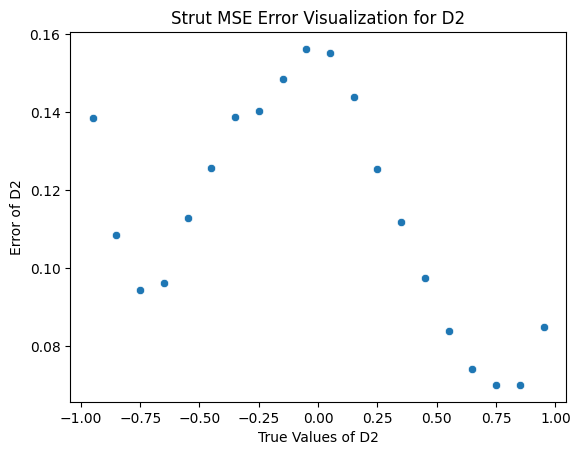 Strut MSE Error Visualization for D2
0.16
0.14
0.12
0.10
0.08
Error of D2
−1.00 −0.75 −0.50 −0.25 0.00 0.25 0.50 0.75 1.00
True Values of D2